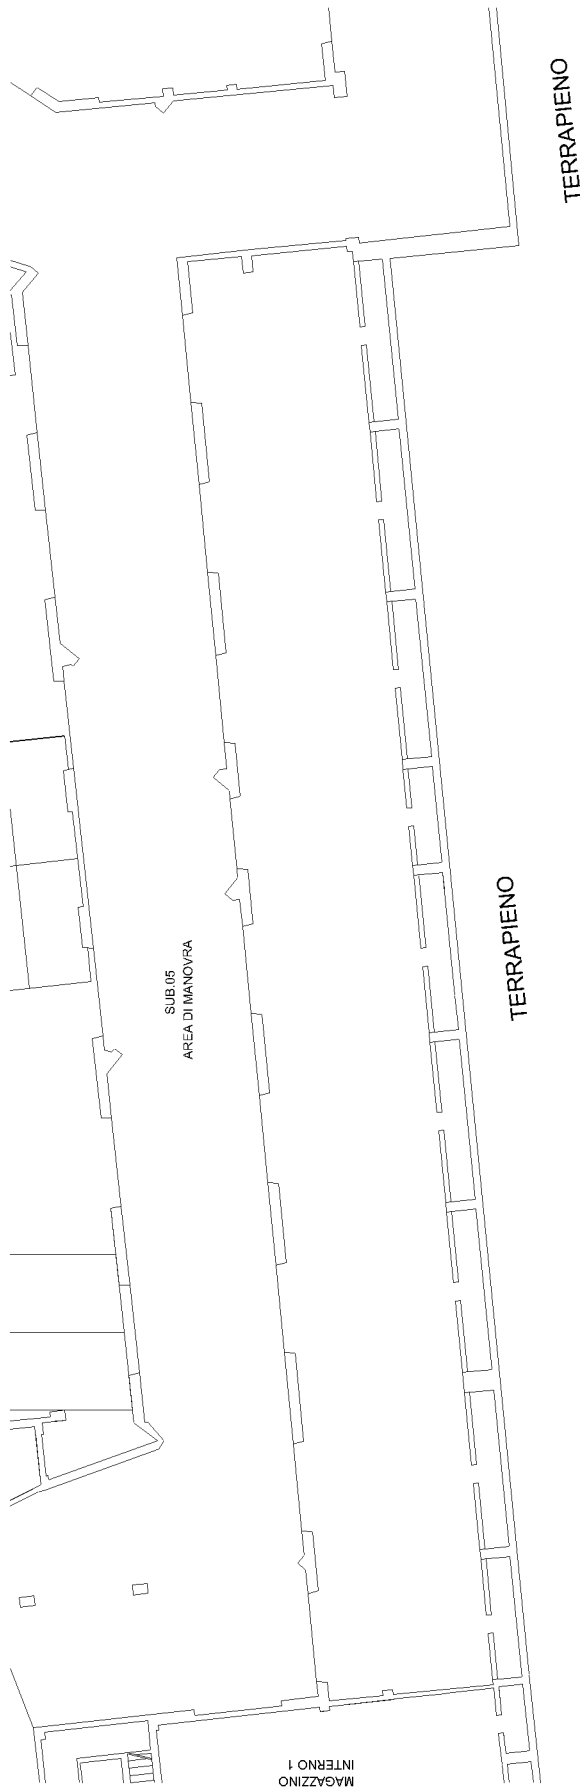 TERRAPIENO
TERRAPIENO
SUB.05
AREA DI MANOVRA
MAGAZZINO
INTERNO 1